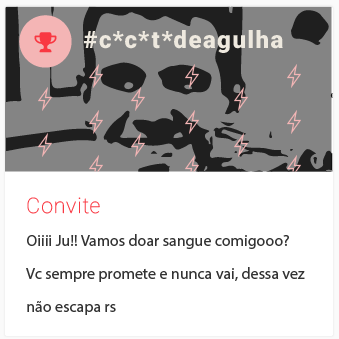 #c*c*t*deagulha
Convite
Oiiii Ju!! Vamos doar sangue comigooo?
Vc sempre promete e nunca vai, dessa vez
não escapa rs